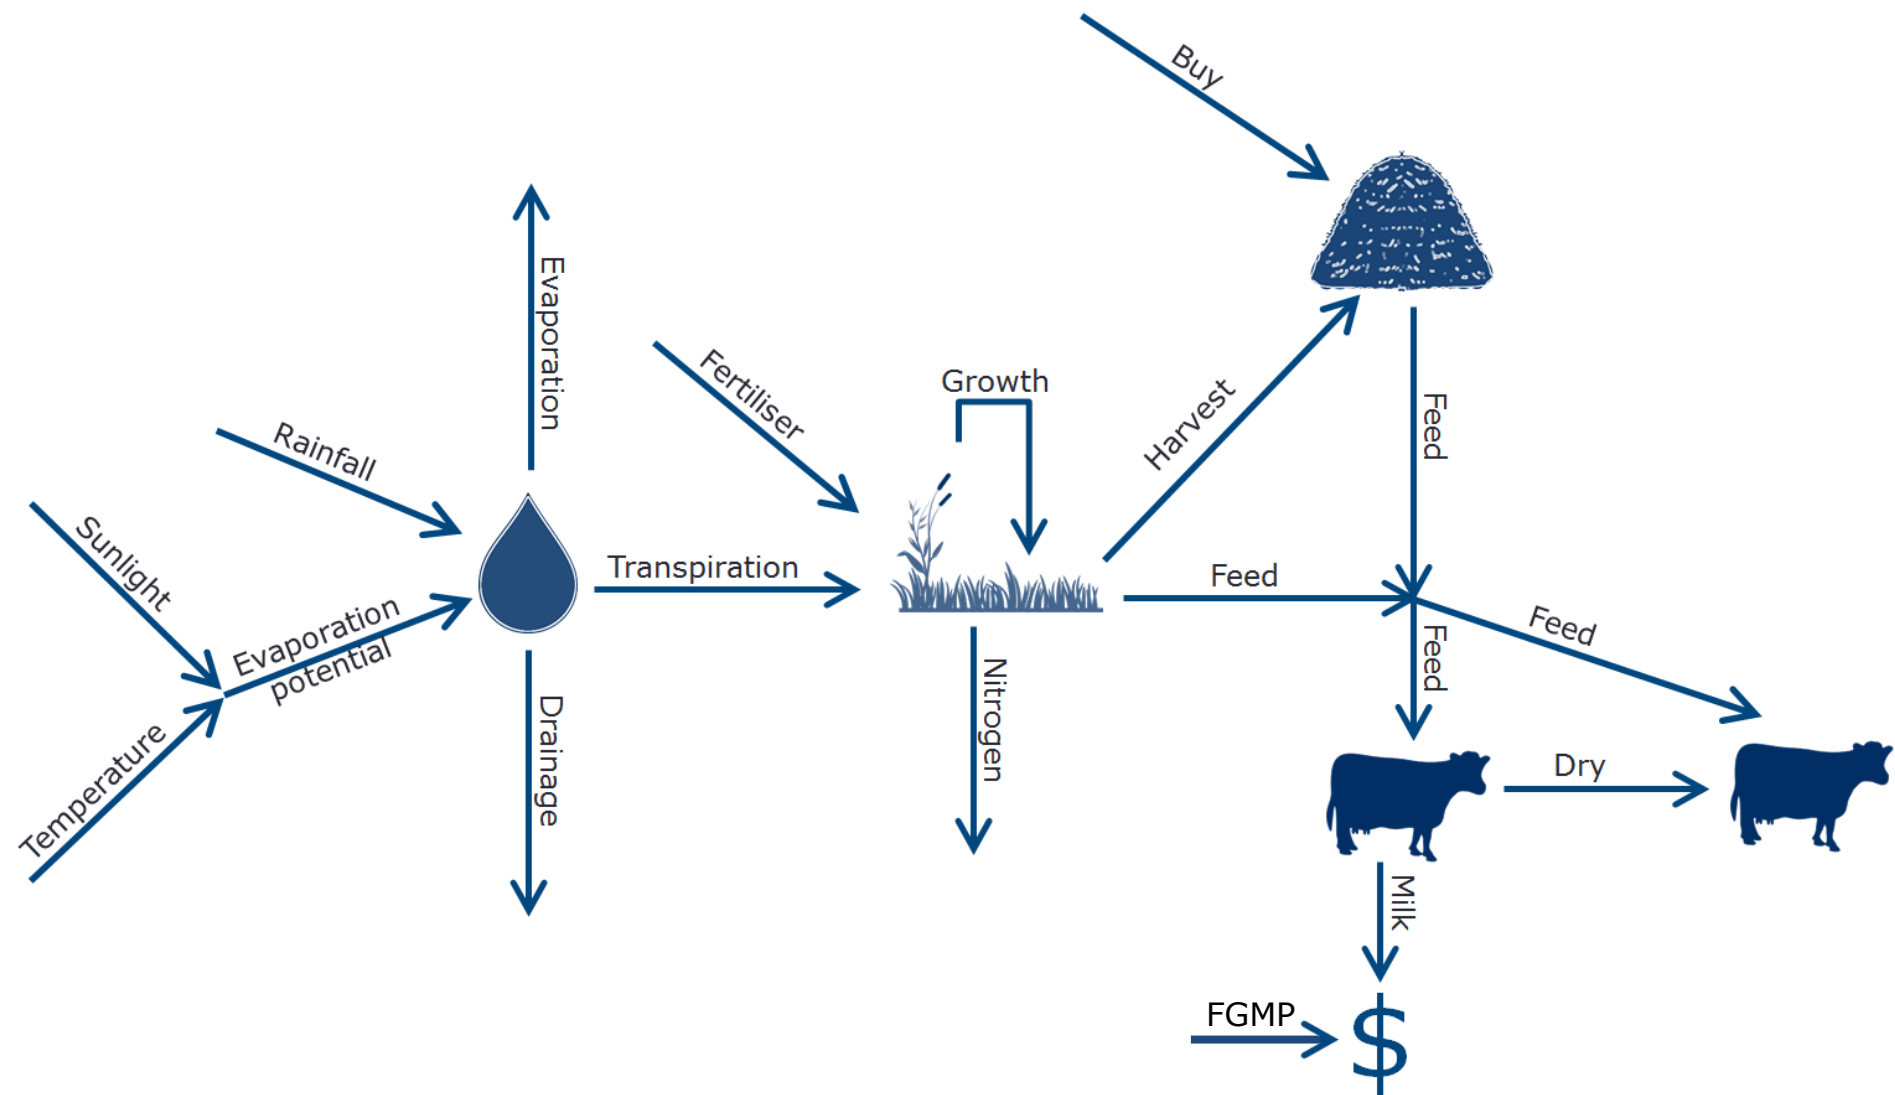 Buy
Evaporation
Fertiliser
Growth
Rainfall
Harvest
Feed
Sunlight
Transpiration
Feed
Evaporation
potential
Feed
Feed
Nitrogen
Temperature
Drainage
Dry
Milk
FGMP
$